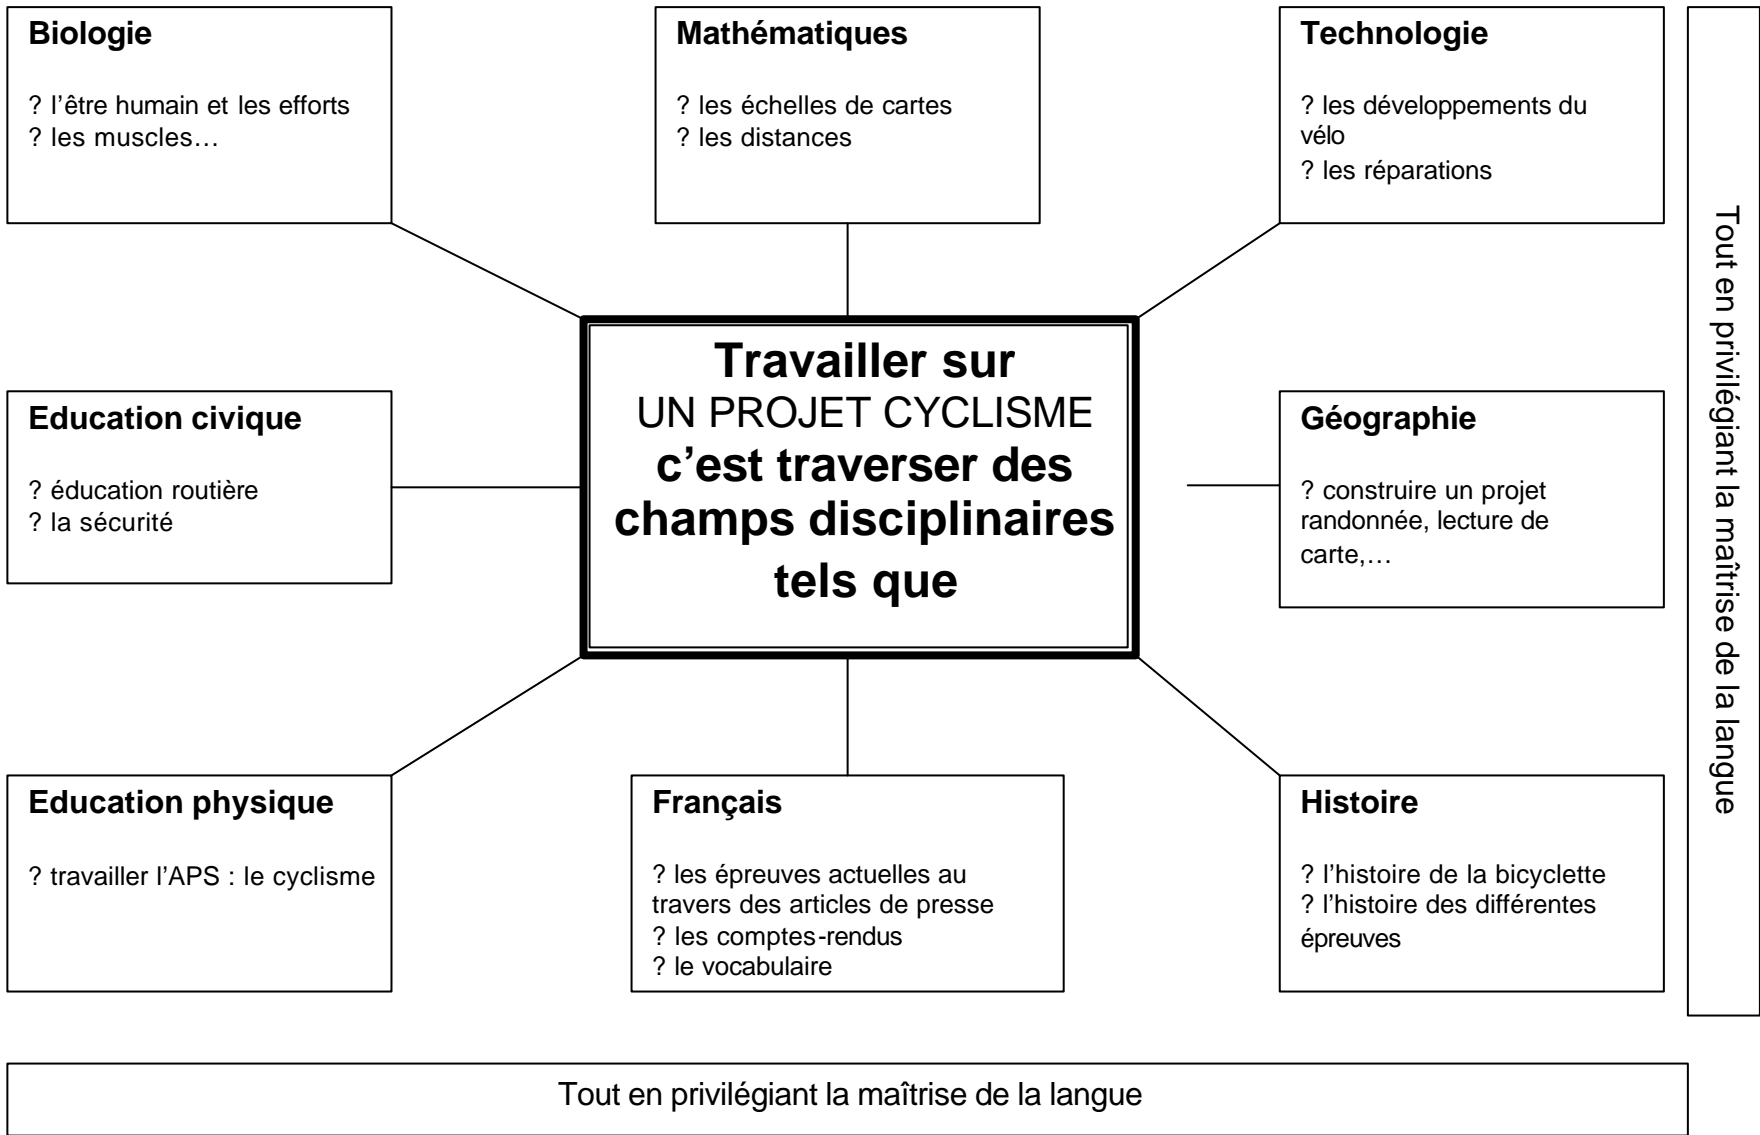 Biologie
? l’être humain et les efforts
? les muscles…
Mathématiques
? les échelles de cartes
? les distances
Technologie
? les développements du
vélo
? les réparations
Travailler sur
UN PROJET CYCLISME
c’est traverser des
champs disciplinaires
tels que
Education civique
? éducation routière
? la sécurité
Géographie
? construire un projet
randonnée, lecture de
carte,…
Education physique
? travailler l’APS : le cyclisme
Français
? les épreuves actuelles au
travers des articles de presse
? les comptes-rendus
? le vocabulaire
Histoire
? l’histoire de la bicyclette
? l’histoire des différentes
épreuves
Tout en privilégiant la maîtrise de la langue
Tout en privilégiant la maîtrise de la langue